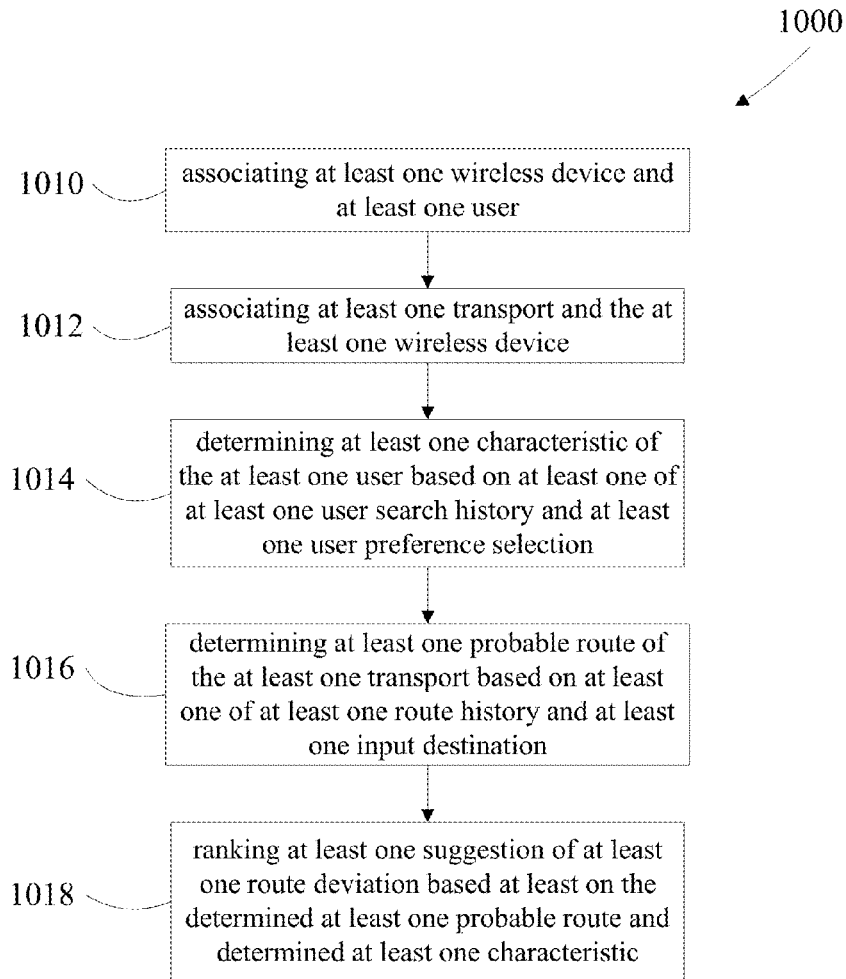 1000
1010
associating at least one wireless device and
at least one user
1012
associating at least one transport and the at
least one wireless device
1014
determining at least one characteristic of
the at least one user based on at least one of
at least one user search history and at least
one user preference selection
1016
determining at least one probable route of
the at least one transport based on at least
one of at least one route history and at least
one input destination
1018
ranking at least one suggestion of at least
one route deviation based at least on the
determined at least one probable route and
determined at least one characteristic